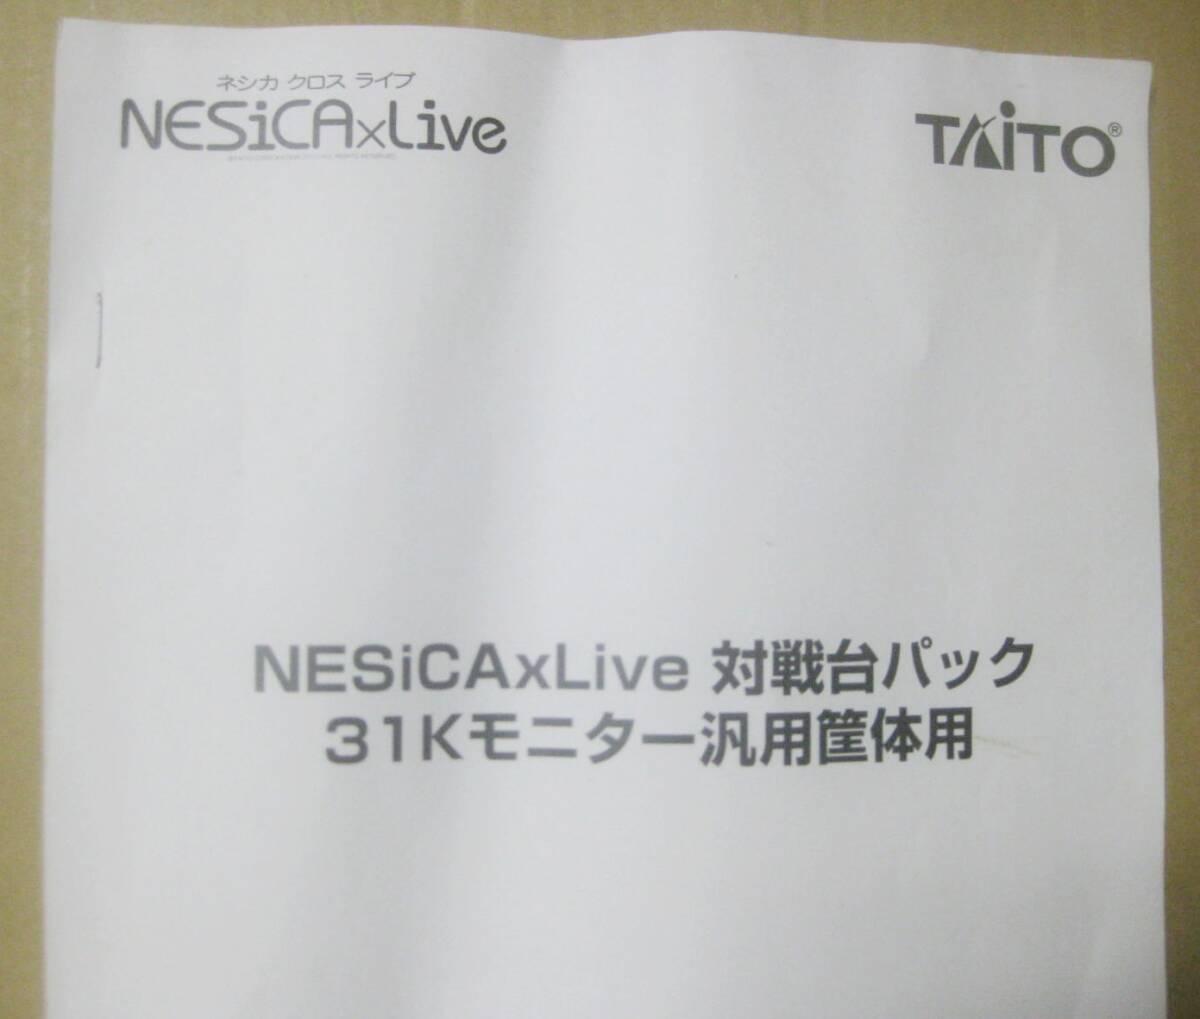 ネシカ クロス ライブ
NESiCAxLive
TAiTO®
NESiCAxLive 対戦台パック
31Kモニター汎用筐体用